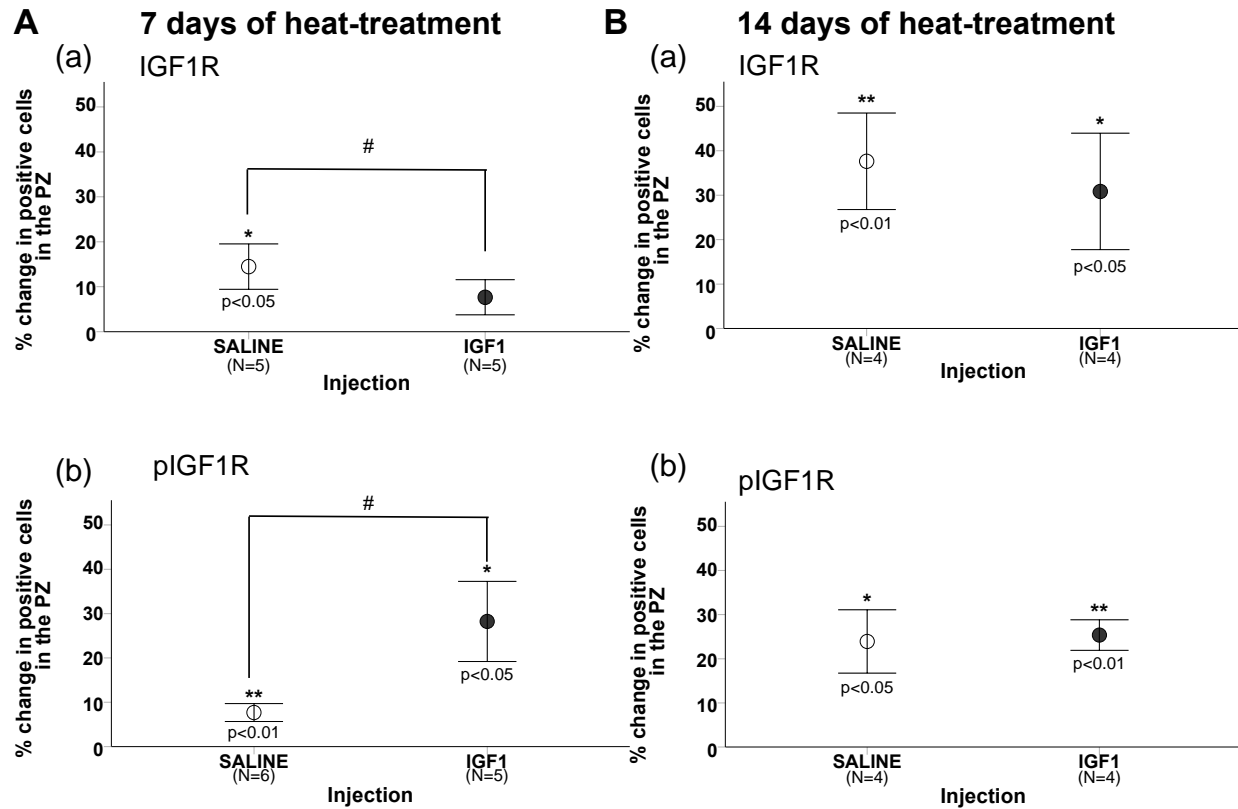 A 7 days of heat-treatment
(a)
IGF1R
% change in positive cells
in the PZ
50
40
30
20
10
0
#
*
p<0.05
SALINE
(N=5)
IGF1
(N=5)
Injection
(b)
pIGF1R
% change in positive cells
in the PZ
50
40
30
20
10
0
#
**
p<0.01
*
p<0.05
SALINE
(N=6)
IGF1
(N=5)
Injection
B 14 days of heat-treatment
(a)
IGF1R
% change in positive cells
in the PZ
50
40
30
20
10
0
**
p<0.01
*
p<0.05
SALINE
(N=4)
IGF1
(N=4)
Injection
(b)
pIGF1R
% change in positive cells
in the PZ
50
40
30
20
10
0
*
p<0.05
**
p<0.01
SALINE
(N=4)
IGF1
(N=4)
Injection